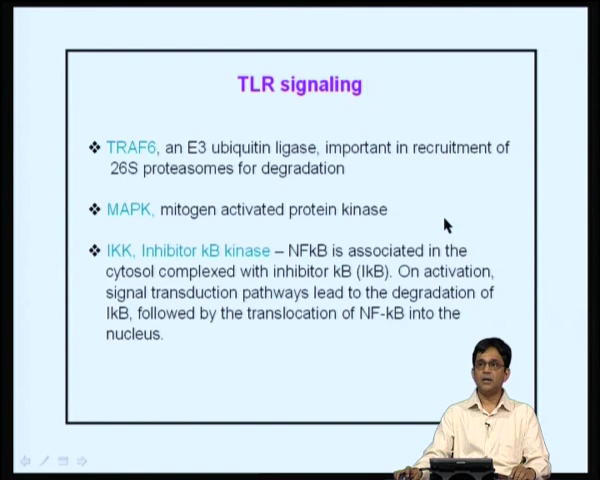 TLR signaling
❖ TRAF6, an E3 ubiquitin ligase, important in recruitment of
26S proteasomes for degradation
❖ MAPK, mitogen activated protein kinase
❖ IKK, Inhibitor kB kinase – NFkB is associated in the
cytosol complexed with inhibitor kB (IkB). On activation,
signal transduction pathways lead to the degradation of
IkB, followed by the translocation of NF-kB into the
nucleus.